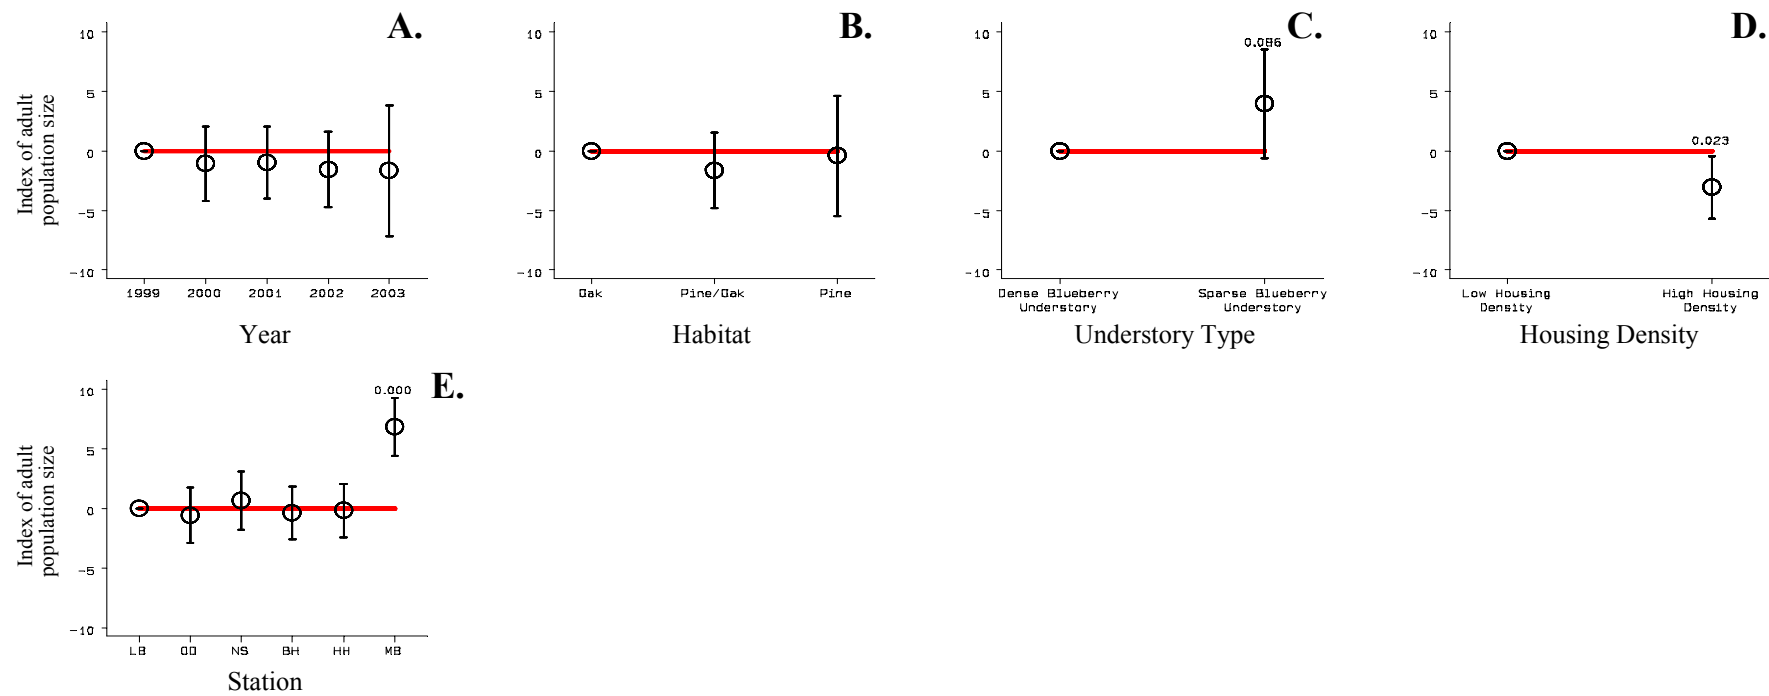 A.
10
5
0
-5
-10
Index of adult
population size
1999 2000 2001 2002 2003
Year
B.
10
5
0
-5
-10
Oak Pine/Oak Pine
Habitat
C.
0.086
10
5
0
-5
-10
Dense Blueberry Understory
Sparse Blueberry Understory
Understory Type
D.
10
5
0.023
0
-5
-10
Low Housing Density
High Housing Density
Housing Density
E.
0.000
10
5
0
-5
-10
Index of adult
population size
LB OD NS BH HH MB
Station